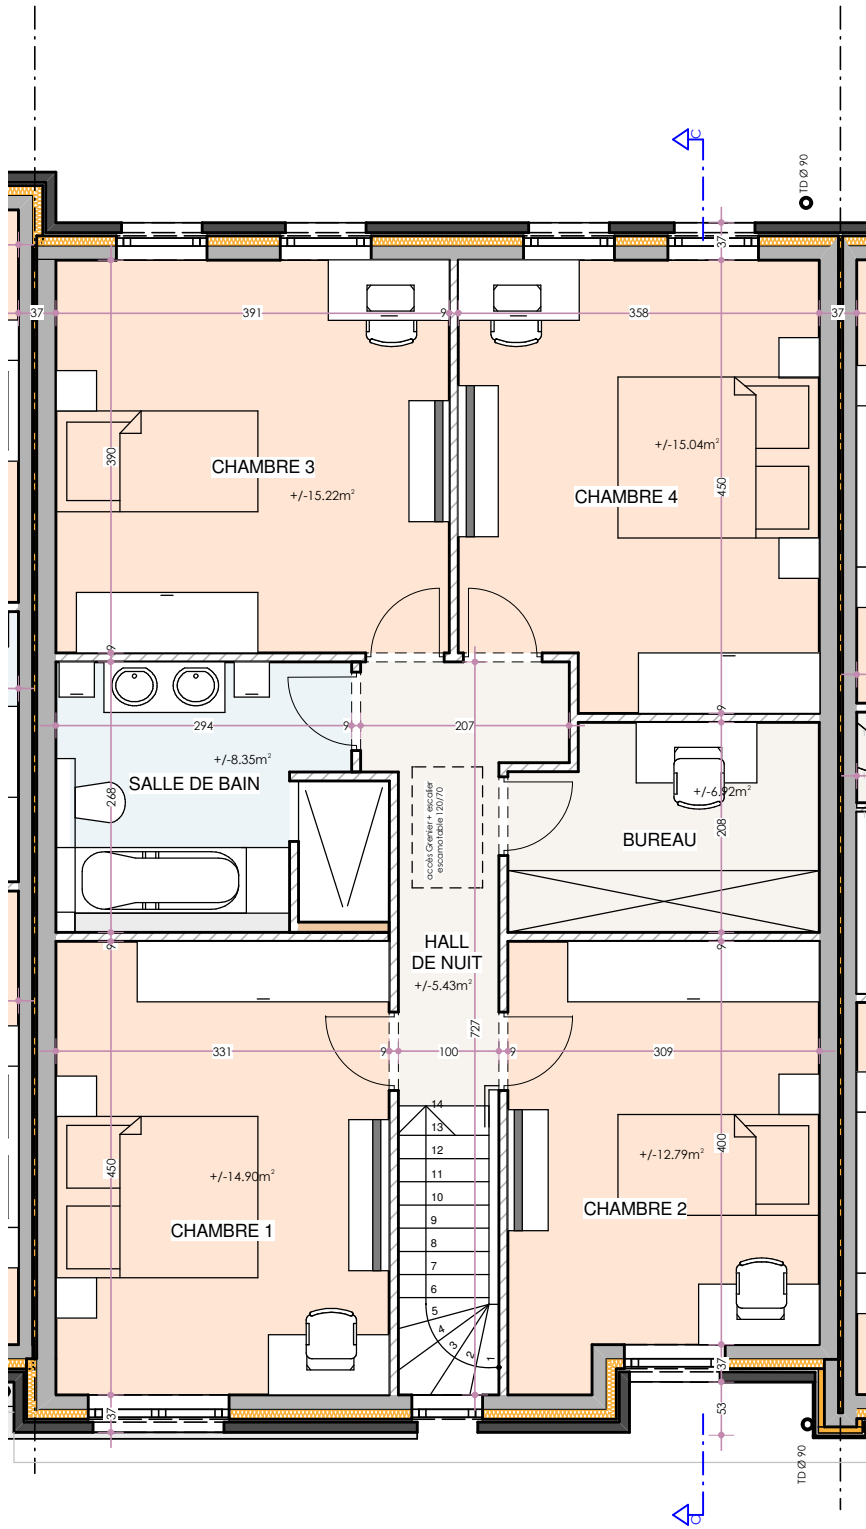 C
TD Ø 90
37
37
391
9
358
37
390
CHAMBRE 3
+/-15.22m²
+/-15.04m²
450
CHAMBRE 4
9
294
9
207
9
+/-8.35m²
SALLE DE BAIN
268
accès Grenier + escalier
escamotable 120/70
+/-6.92m²
208
BUREAU
HALL
DE NUIT
+/-5.43m²
9
9
727
331
9
100
9
309
14
13
12
11
10
9
8
7
6
5
4
3
2
1
450
+/-14.90m²
CHAMBRE 1
400
+/-12.79m²
CHAMBRE 2
37
37
53
TD Ø 90
C